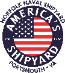 NORFOLK NAVAL SHIPYARD
AMERICA'S
SHIPYARD
PORTSMOUTH, VA